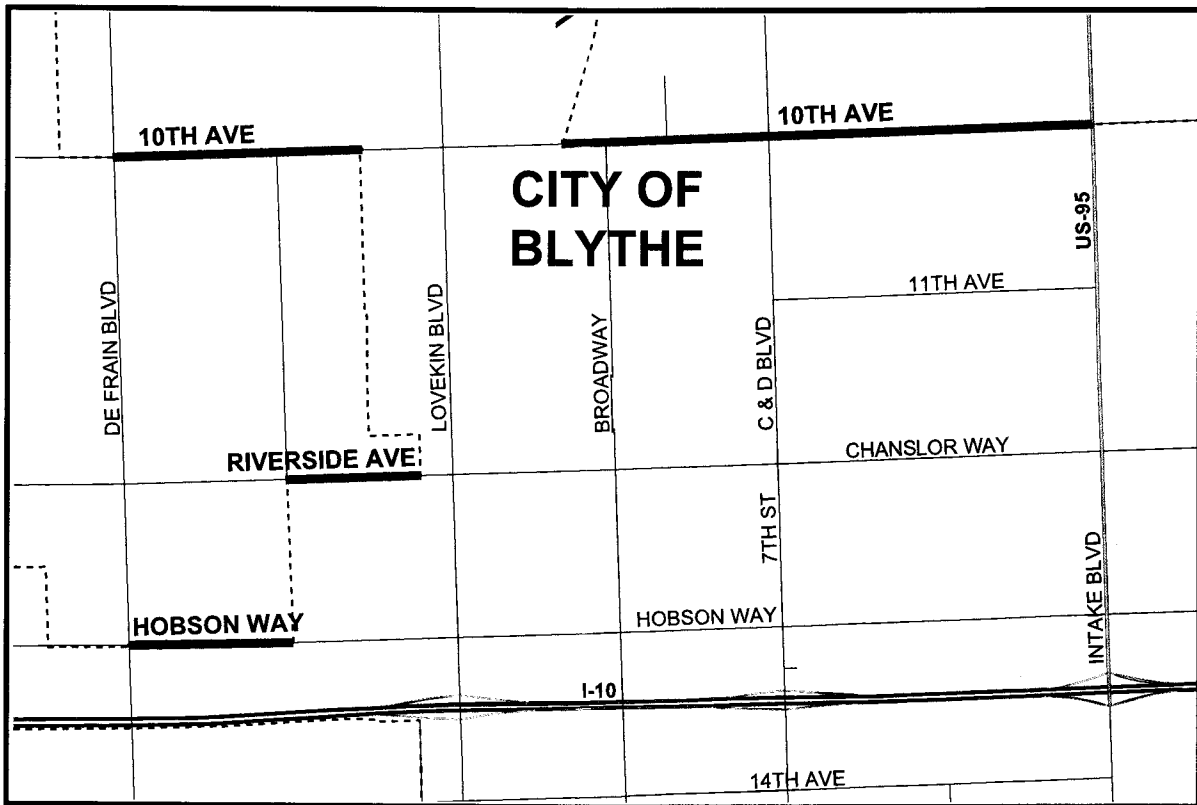 10TH AVE
10TH AVE
CITY OF
BLYTHE
US-95
11TH AVE
DE FRAIN BLVD
LOVEKIN BLVD
BROADWAY
C & D BLVD
RIVERSIDE AVE
CHANSLOR WAY
7TH ST
HOBSON WAY
HOBSON WAY
INTAKE BLVD
I-10
14TH AVE